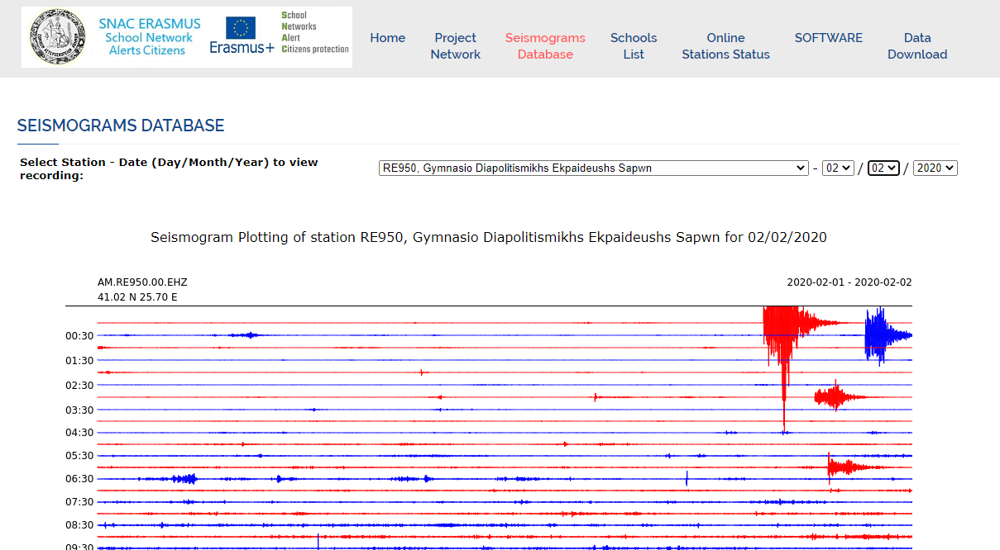 SNAC ERASMUS
School Network
Alerts Citizens
Erasmus+
School
Networks
Alert
Citizens protection
Home
Project
Network
Seismograms
Database
Schools
List
Online
Stations Status
SOFTWARE
Data
Download
SEISMOGRAMS DATABASE
Select Station - Date (Day/Month/Year) to view
recording:
RE950, Gymnasio Diapolitismikhs Ekpaideushs Sapwn - 02 / 02 / 2020
Seismogram Plotting of station RE950, Gymnasio Diapolitismikhs Ekpaideushs Sapwn for 02/02/2020
AM.RE950.00.EHZ 2020-02-01 - 2020-02-02
41.02 N 25.70 E
00:30
01:30
02:30
03:30
04:30
05:30
06:30
07:30
08:30
09:30